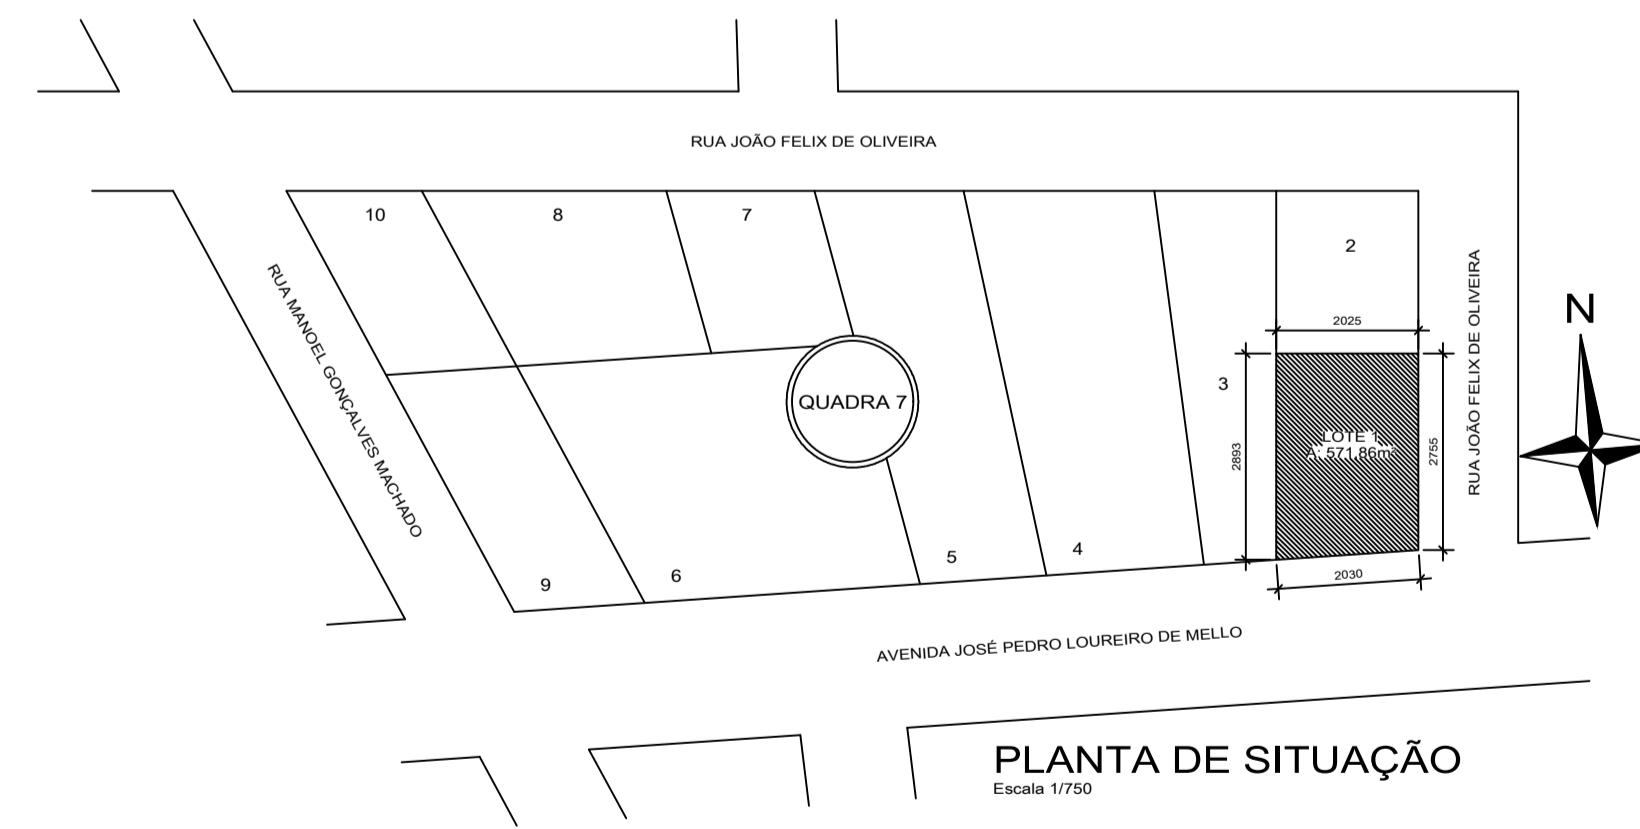 RUA JOÃO FELIX DE OLIVEIRA
10
8
7
2
RUA MANOEL GONÇALVES MACHADO
RUA JOÃO FELIX DE OLIVEIRA
N
2025
3
QUADRA 7
LOTE 1
A: 571,86m²
2893
2755
5
4
9
6
2030
AVENIDA JOSÉ PEDRO LOUREIRO DE MELLO
PLANTA DE SITUAÇÃO
Escala 1/750